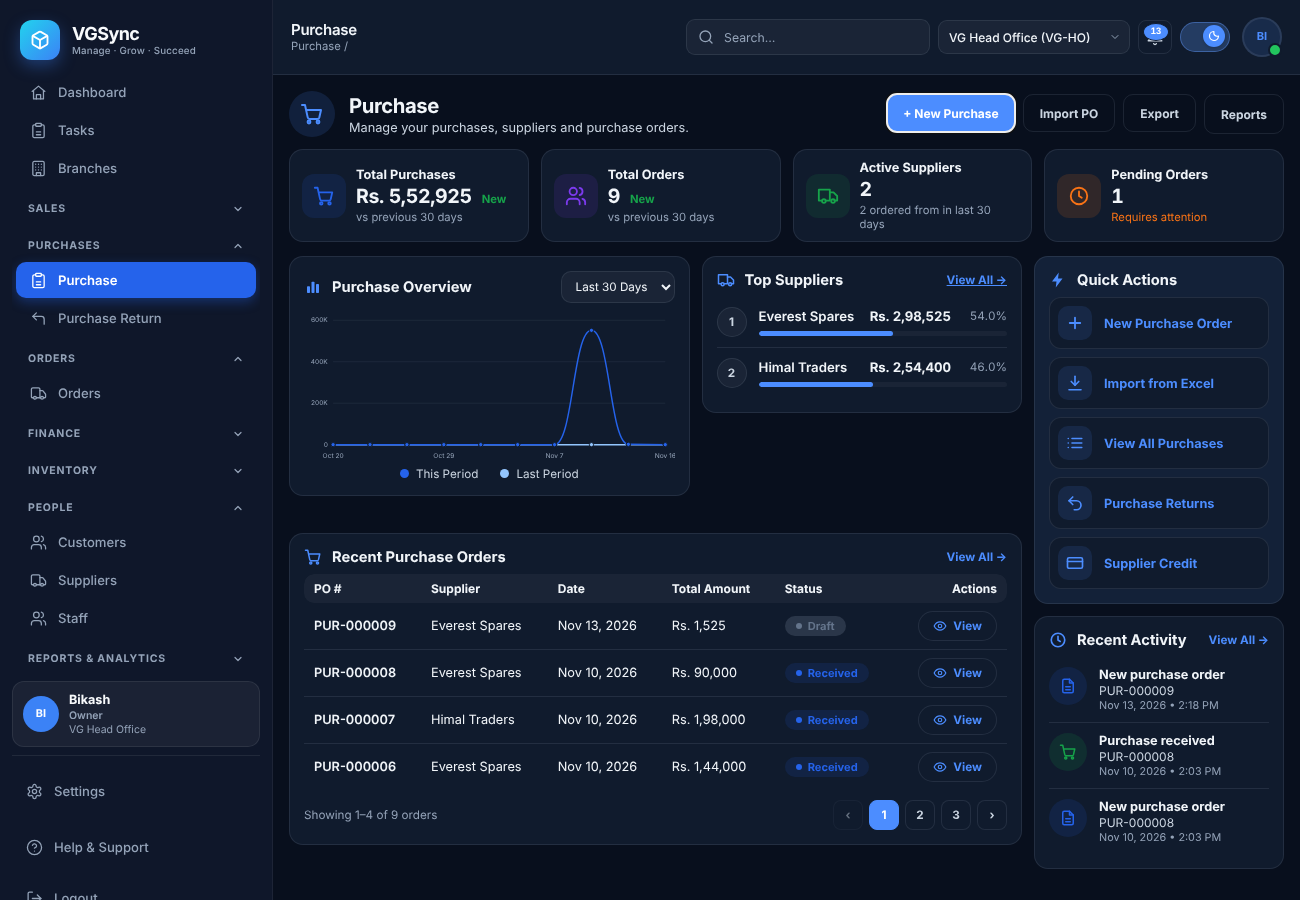 VGSync
Manage · Grow · Succeed
Dashboard
Tasks
Branches
SALES
PURCHASES
Purchase
Purchase Return
ORDERS
Orders
FINANCE
INVENTORY
PEOPLE
Customers
Suppliers
Staff
REPORTS & ANALYTICS
BI
Bikash
Owner
VG Head Office
Settings
Help & Support
Logout
Purchase
Purchase /
Search...
VG Head Office (VG-HO)
13
BI
Purchase
Manage your purchases, suppliers and purchase orders.
+ New Purchase
Import PO
Export
Reports
Total Purchases
Rs. 5,52,925 New
vs previous 30 days
Total Orders
9 New
vs previous 30 days
Active Suppliers
2
2 ordered from in last 30
days
Pending Orders
1
Requires attention
Purchase Overview
Last 30 Days
600K
400K
200K
0
Oct 20 Oct 29 Nov 7 Nov 16
This Period Last Period
Top Suppliers View All →
1 Everest Spares Rs. 2,98,525 54.0%
2 Himal Traders Rs. 2,54,400 46.0%
Quick Actions
New Purchase Order
Import from Excel
View All Purchases
Purchase Returns
Supplier Credit
Recent Purchase Orders View All →
PO # Supplier Date Total Amount Status Actions
PUR-000009 Everest Spares Nov 13, 2026 Rs. 1,525 Draft View
PUR-000008 Everest Spares Nov 10, 2026 Rs. 90,000 Received View
PUR-000007 Himal Traders Nov 10, 2026 Rs. 1,98,000 Received View
PUR-000006 Everest Spares Nov 10, 2026 Rs. 1,44,000 Received View
Showing 1–4 of 9 orders
‹ 1 2 3 ›
Recent Activity View All →
New purchase order
PUR-000009
Nov 13, 2026 • 2:18 PM
Purchase received
PUR-000008
Nov 10, 2026 • 2:03 PM
New purchase order
PUR-000008
Nov 10, 2026 • 2:03 PM